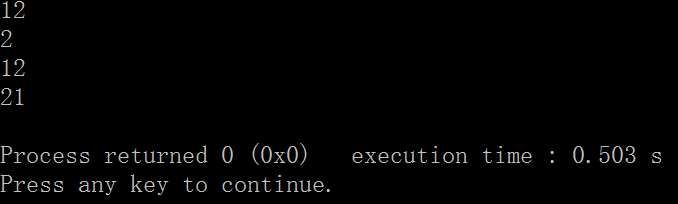 12
2
12
21
Process returned 0 (0x0)   execution time : 0.503 s
Press any key to continue.